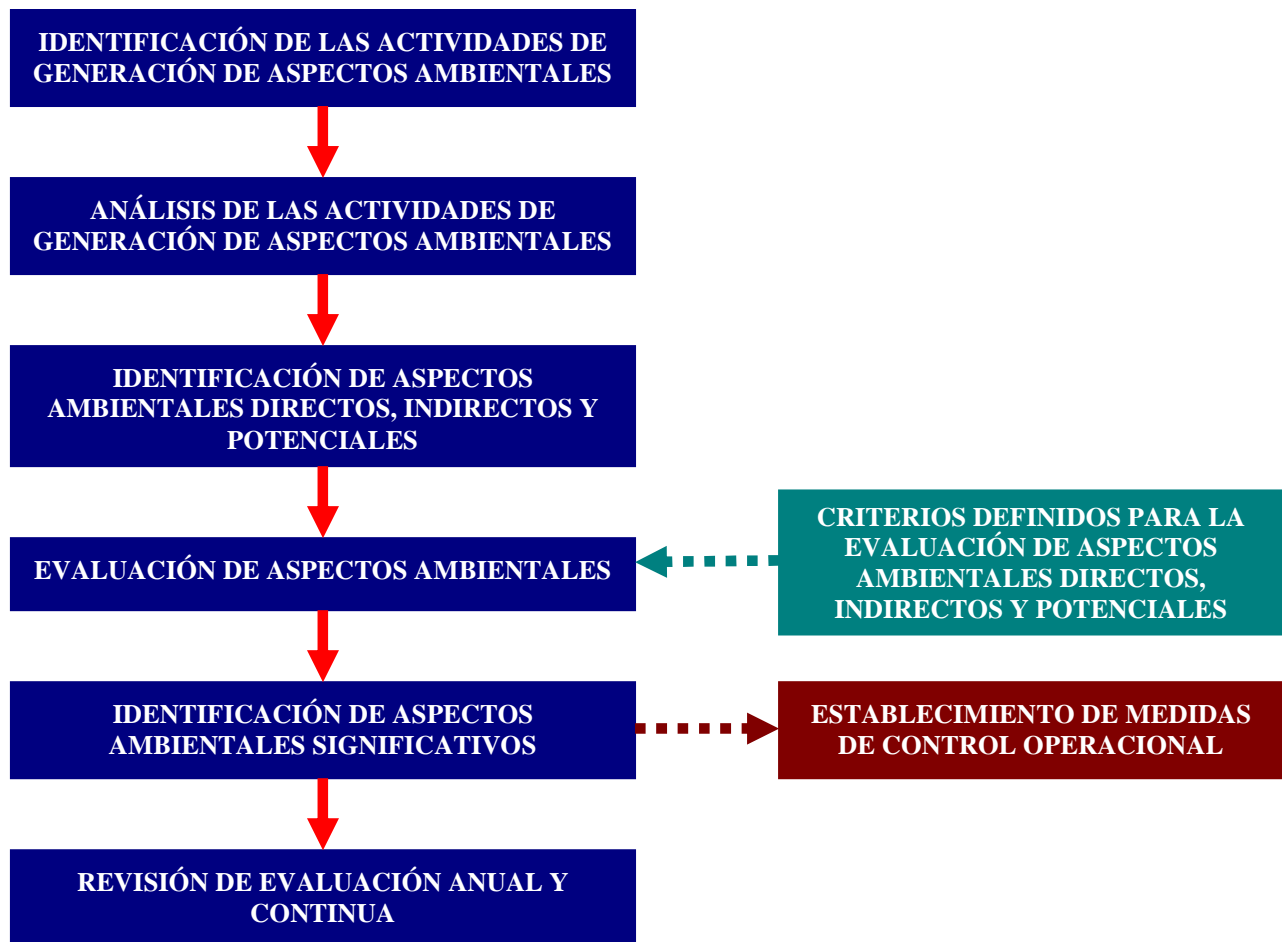 IDENTIFICACIÓN DE LAS ACTIVIDADES DE
GENERACIÓN DE ASPECTOS AMBIENTALES
ANÁLISIS DE LAS ACTIVIDADES DE
GENERACIÓN DE ASPECTOS AMBIENTALES
IDENTIFICACIÓN DE ASPECTOS
AMBIENTALES DIRECTOS, INDIRECTOS Y
POTENCIALES
EVALUACIÓN DE ASPECTOS AMBIENTALES
CRITERIOS DEFINIDOS PARA LA
EVALUACIÓN DE ASPECTOS
AMBIENTALES DIRECTOS,
INDIRECTOS Y POTENCIALES
IDENTIFICACIÓN DE ASPECTOS
AMBIENTALES SIGNIFICATIVOS
ESTABLECIMIENTO DE MEDIDAS
DE CONTROL OPERACIONAL
REVISIÓN DE EVALUACIÓN ANUAL Y
CONTINUA